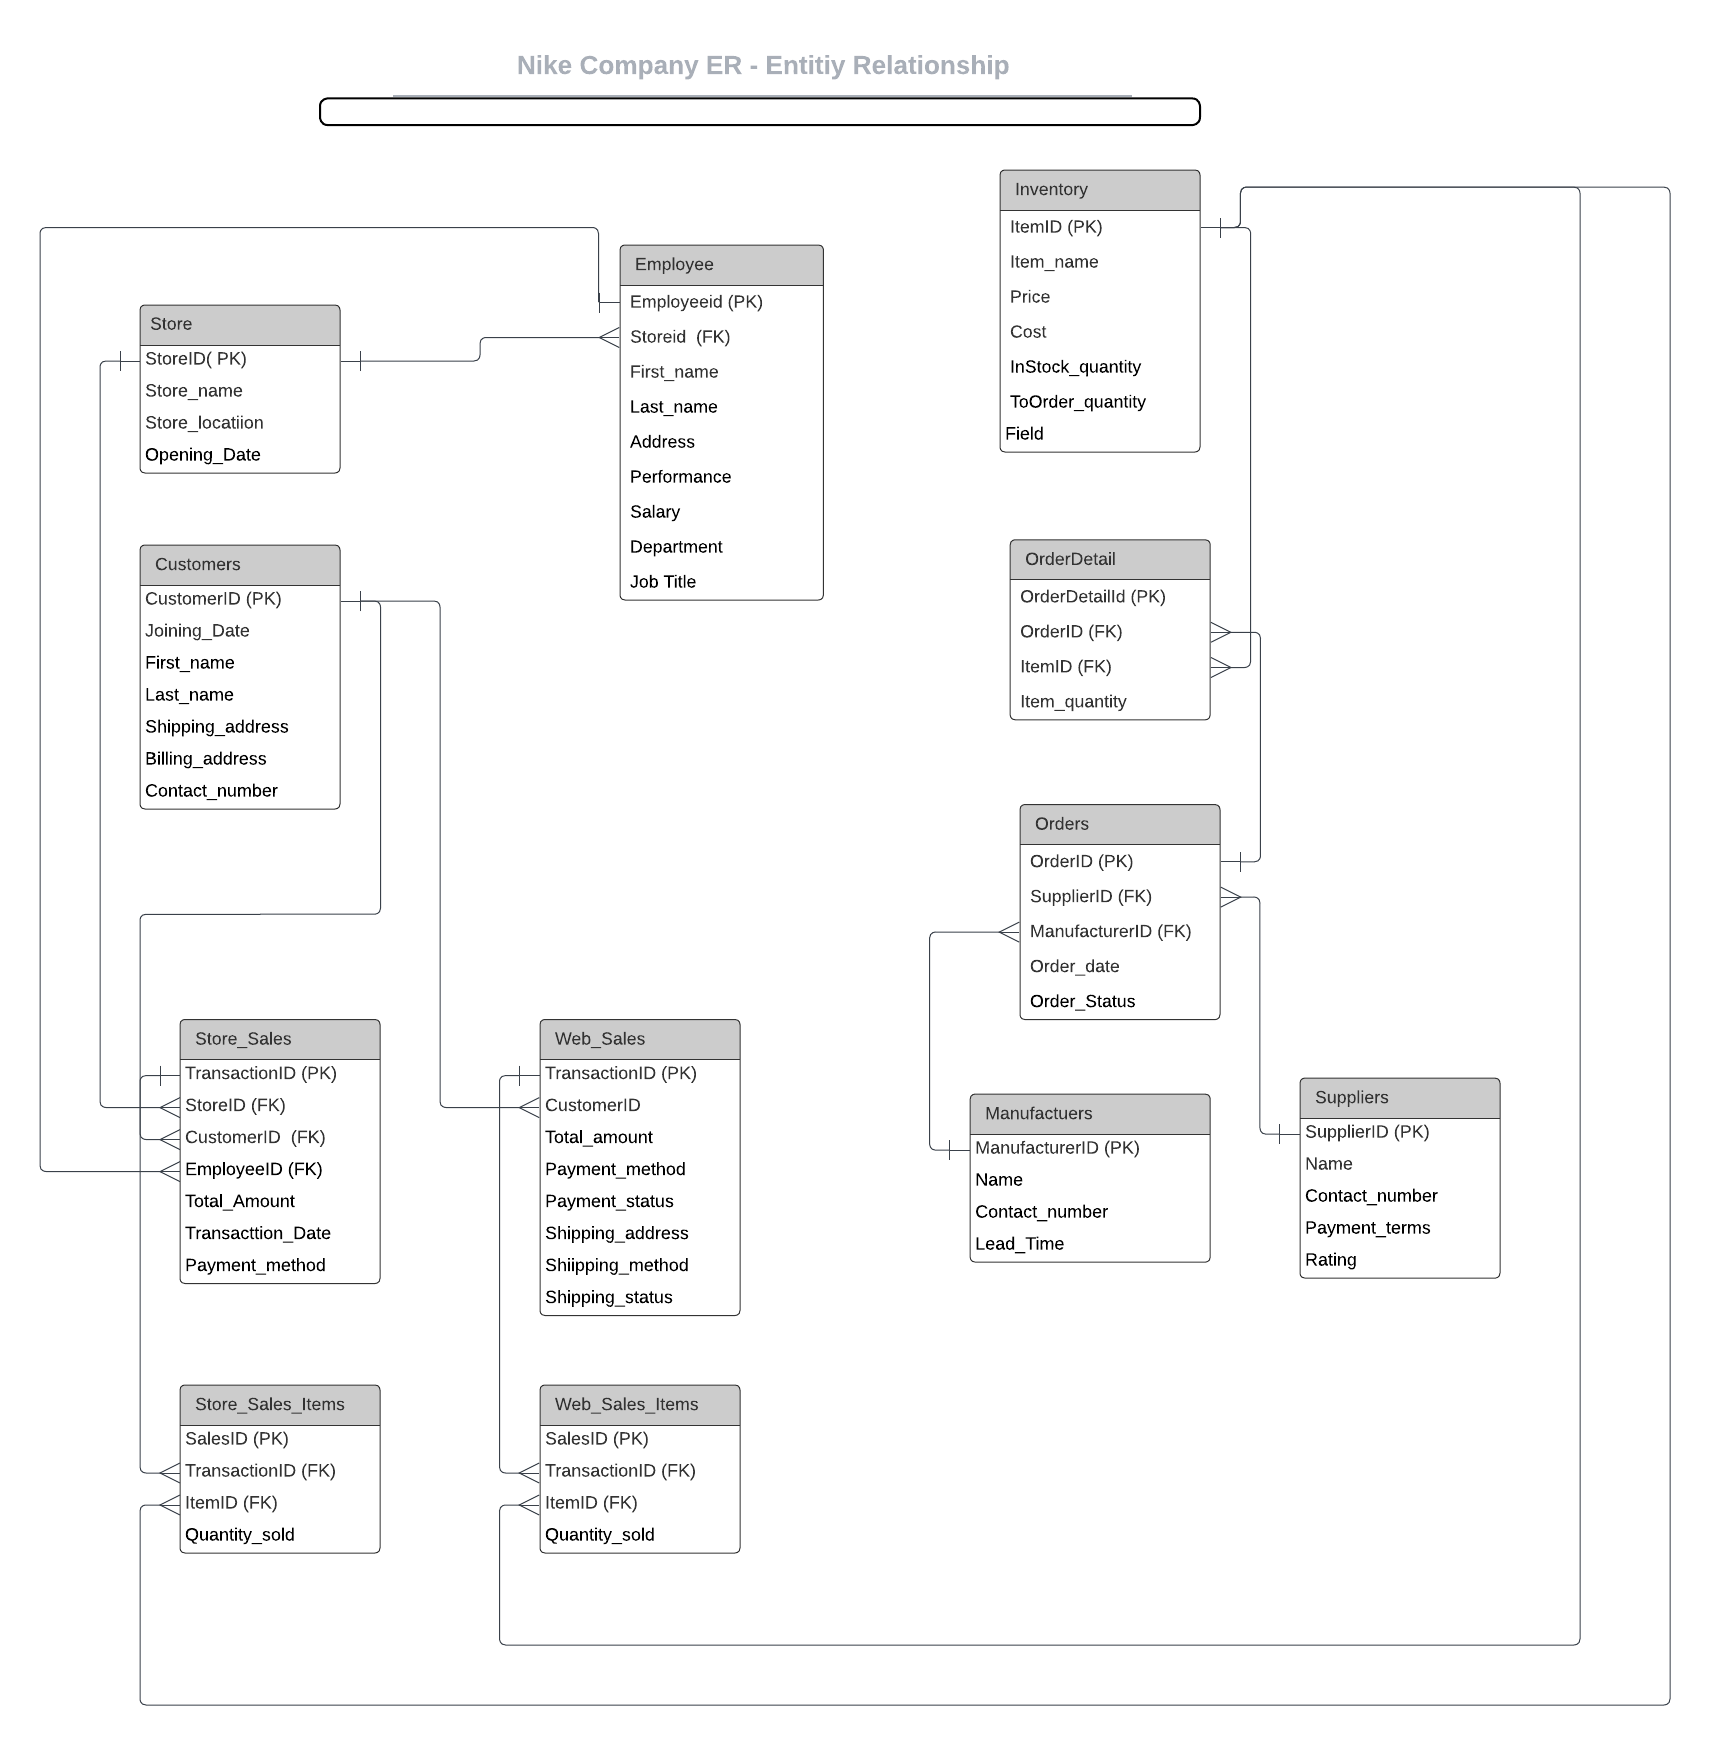 Nike Company ER - Entitiy Relationship
Store
StoreID( PK)
Store_name
Store_locatiion
Opening_Date
Employee
Employeeid (PK)
Storeid  (FK)
First_name
Last_name
Address
Performance
Salary
Department
Job Title
Inventory
ItemID (PK)
Item_name
Price
Cost
InStock_quantity
ToOrder_quantity
Field
Customers
CustomerID (PK)
Joining_Date
First_name
Last_name
Shipping_address
Billing_address
Contact_number
OrderDetail
OrderDetailId (PK)
OrderID (FK)
ItemID (FK)
Item_quantity
Orders
OrderID (PK)
SupplierID (FK)
ManufacturerID (FK)
Order_date
Order_Status
Store_Sales
TransactionID (PK)
StoreID (FK)
CustomerID  (FK)
EmployeeID (FK)
Total_Amount
Transacttion_Date
Payment_method
Web_Sales
TransactionID (PK)
CustomerID
Total_amount
Payment_method
Payment_status
Shipping_address
Shiipping_method
Shipping_status
Manufactuers
ManufacturerID (PK)
Name
Contact_number
Lead_Time
Suppliers
SupplierID (PK)
Name
Contact_number
Payment_terms
Rating
Store_Sales_Items
SalesID (PK)
TransactionID (FK)
ItemID (FK)
Quantity_sold
Web_Sales_Items
SalesID (PK)
TransactionID (FK)
ItemID (FK)
Quantity_sold